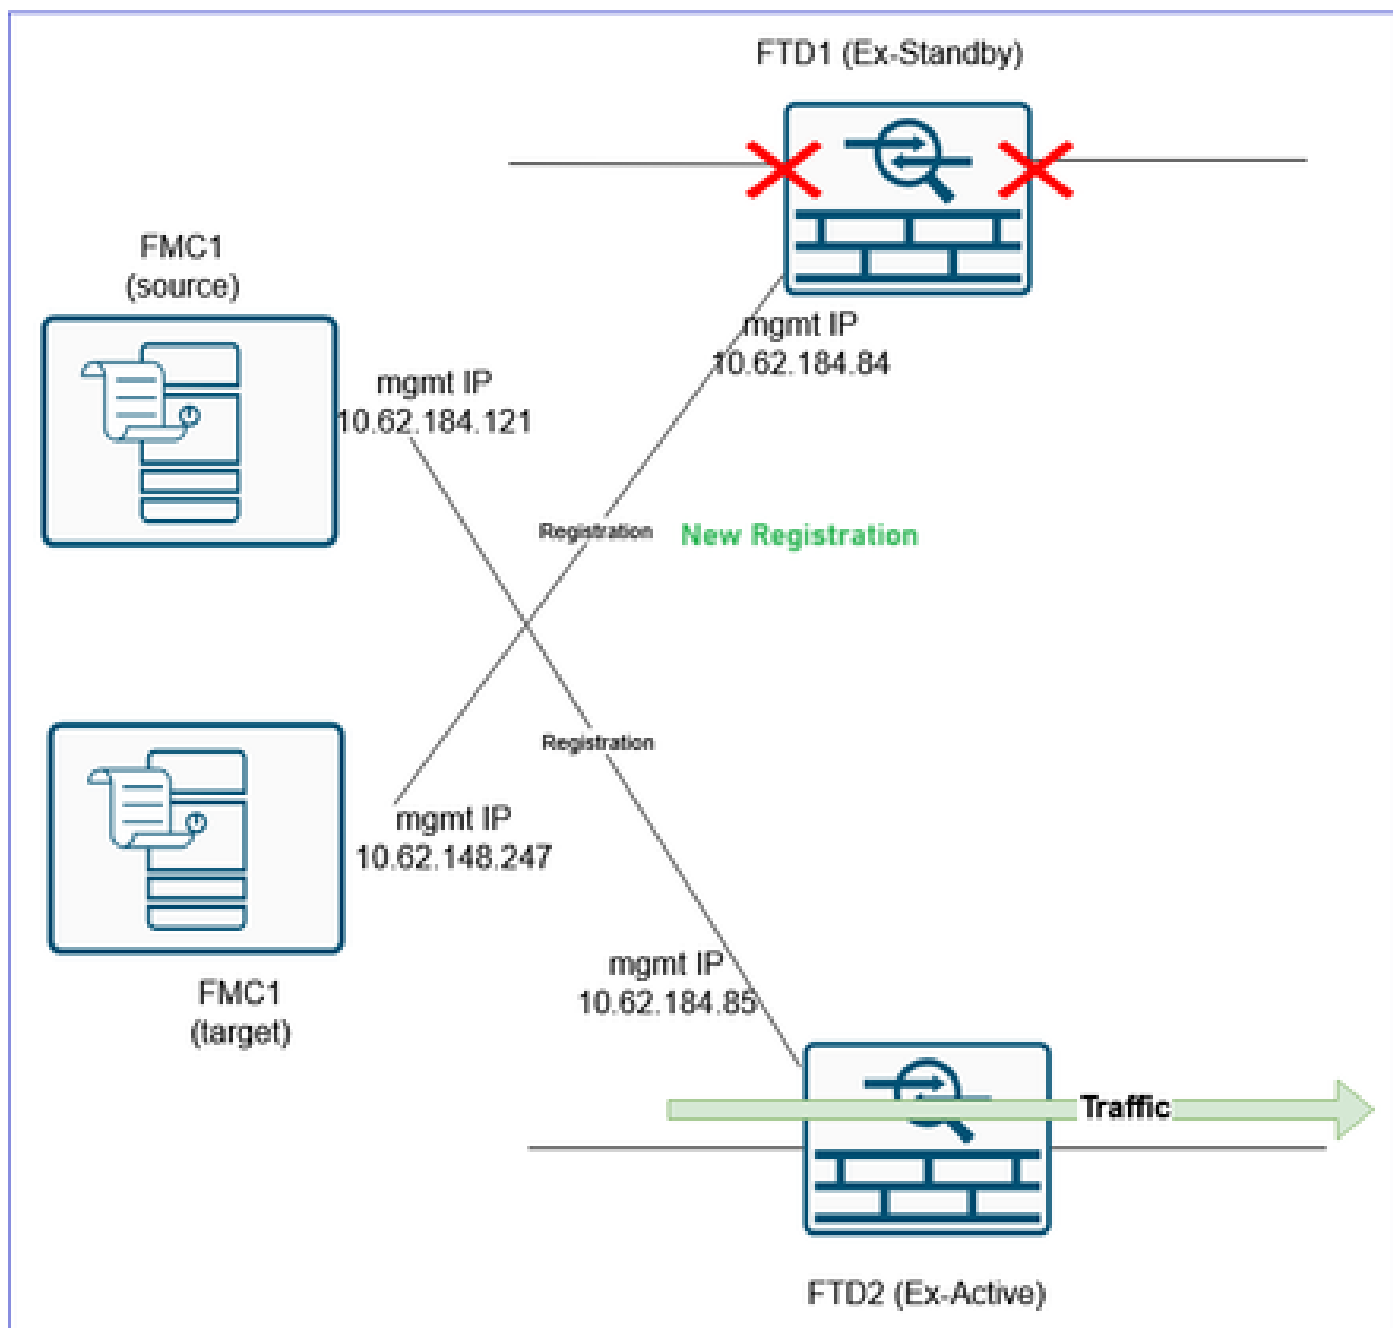 FTD1 (Ex-Standby)
FMC1
(source)
mgmt IP
10.62.184.84
mgmt IP
10.62.184.121
Registration
New Registration
Registration
mgmt IP
10.62.148.247
mgmt IP
10.62.184.85
FMC1
(target)
Traffic
FTD2 (Ex-Active)